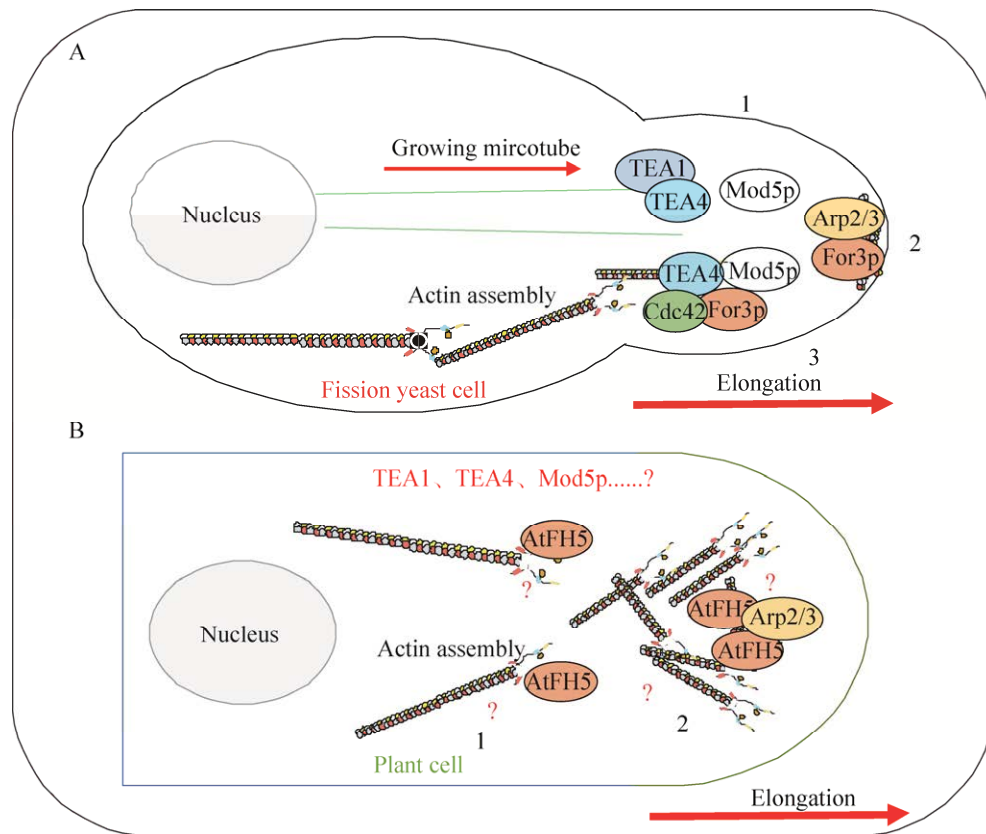 A
1
Growing mircotube
TEA1
TEA4
Mod5p
Nucleus
Arp2/3
For3p
2
TEA4
Mod5p
Actin assembly
Cdc42
For3p
3
Fission yeast cell
Elongation
B
TEA1、TEA4、Mod5p......?
AtFH5
?
?
AtFH5
Arp2/3
AtFH5
Nucleus
Actin assembly
AtFH5
?
?
1
2
Plant cell
Elongation